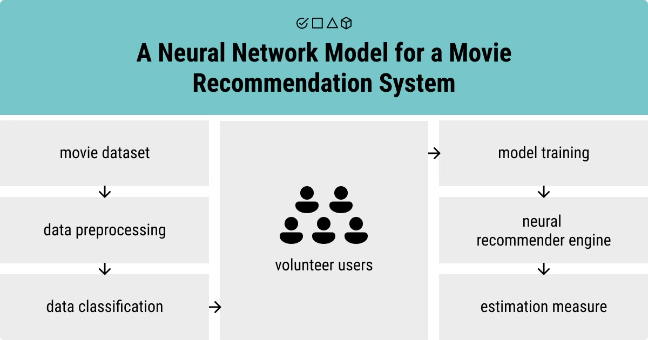 A Neural Network Model for a Movie
Recommendation System
movie dataset
data preprocessing
data classification
volunteer users
model training
neural
recommender engine
estimation measure